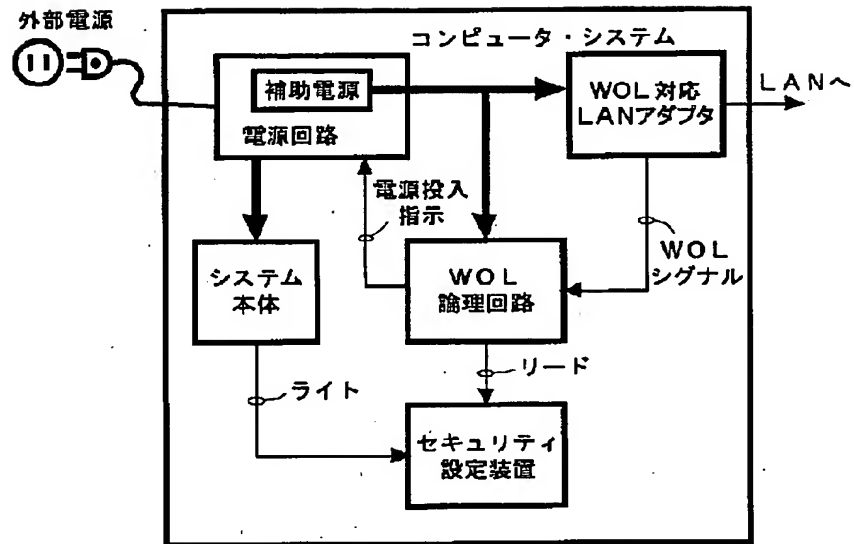 外部電源
コンピュータ・システム
補助電源
電源回路
WOL対応
LANアダプタ
LANへ
電源投入
指示
WOL
シグナル
システム
本体
WOL
論理回路
リード
ライト
セキュリティ
設定装置